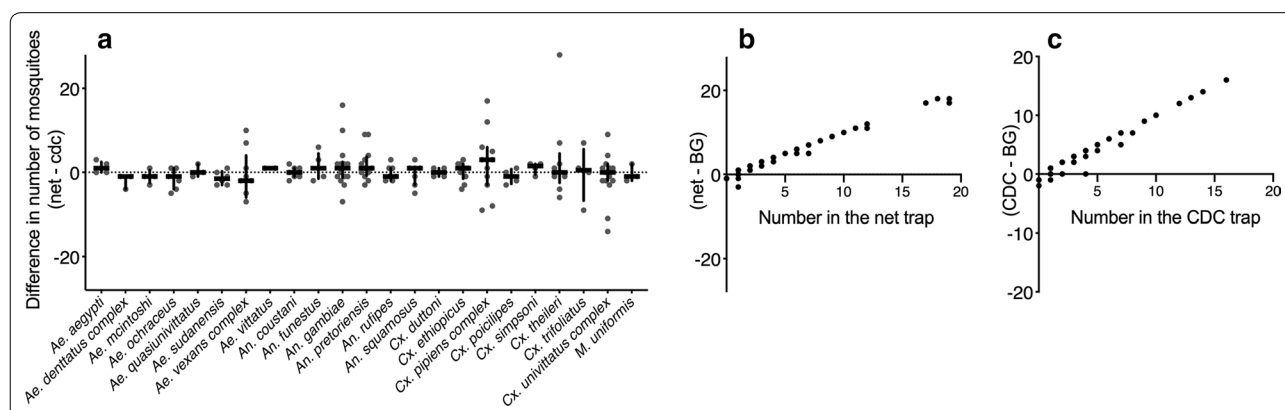 a
Difference in number of mosquitoes
(net - cdc)
20
0
-20
Ae. aegypti
Ae. denttatus complex
Ae. mcintoshi
Ae. ochraceus
Ae. quasiunivittatus
Ae. sudanensis
Ae. vexans complex
Ae. vittatus
An. coustani
An. funestus
An. gambiae
An. pretoriensis
An. rufipes
An. squamosus
Cx. duttoni
Cx. ethiopicus
Cx. pipiens complex
Cx. poicilipes
Cx. simpsoni
Cx. theileri
Cx. trifoliatus
Cx. univittatus complex
M. uniformis
b
(net - BG)
20
0
-20
5
10
15
20
Number in the net trap
c
(CDC - BG)
20
10
0
-10
-20
5
10
15
20
Number in the CDC trap